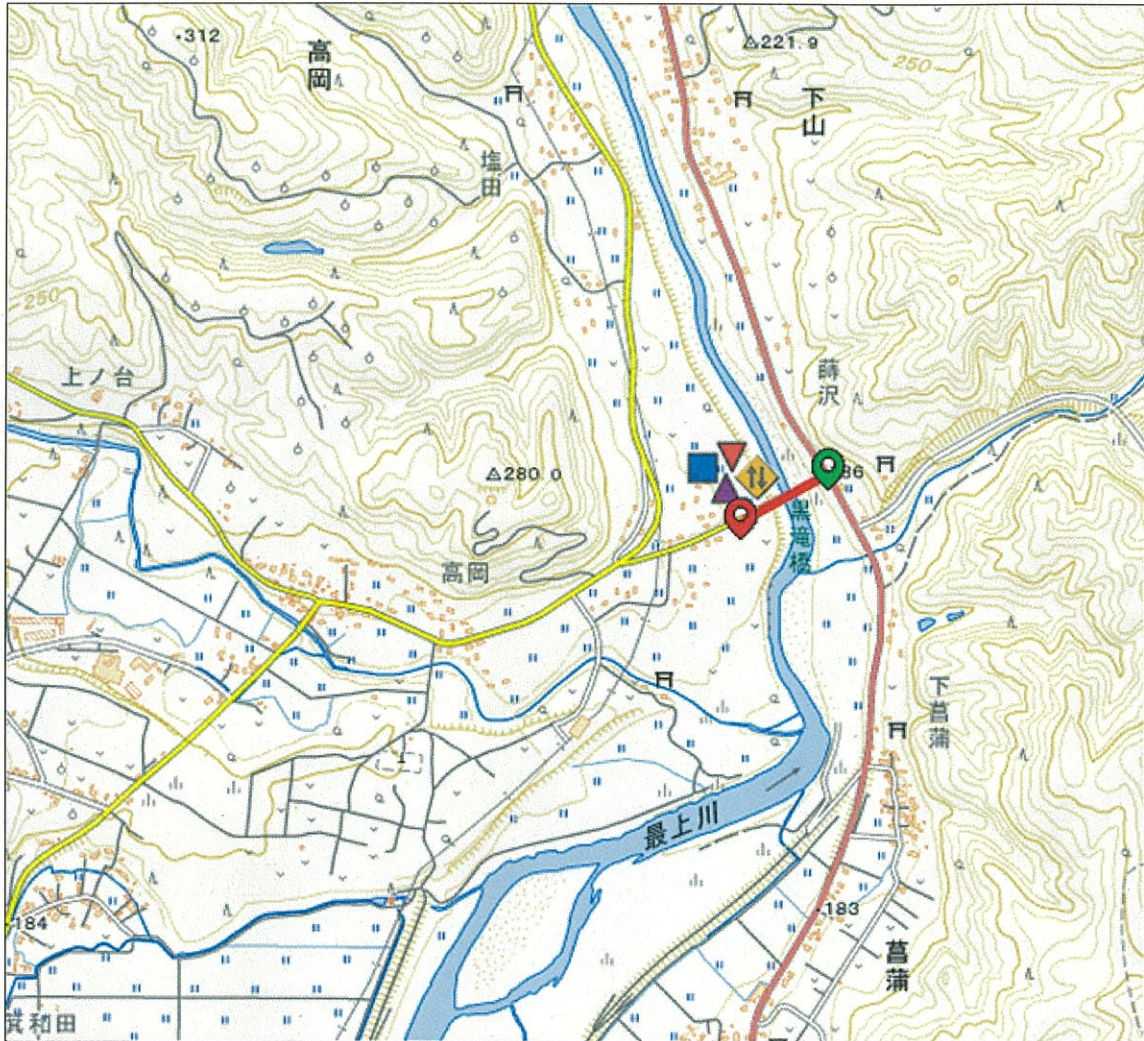 ・312
高岡
塩田
△221.9
250
下山
250
上ノ台
蒔沢
△280.0
86
黒滝橋
高岡
下菖蒲
最上川
184
・183
菖蒲
箕和田